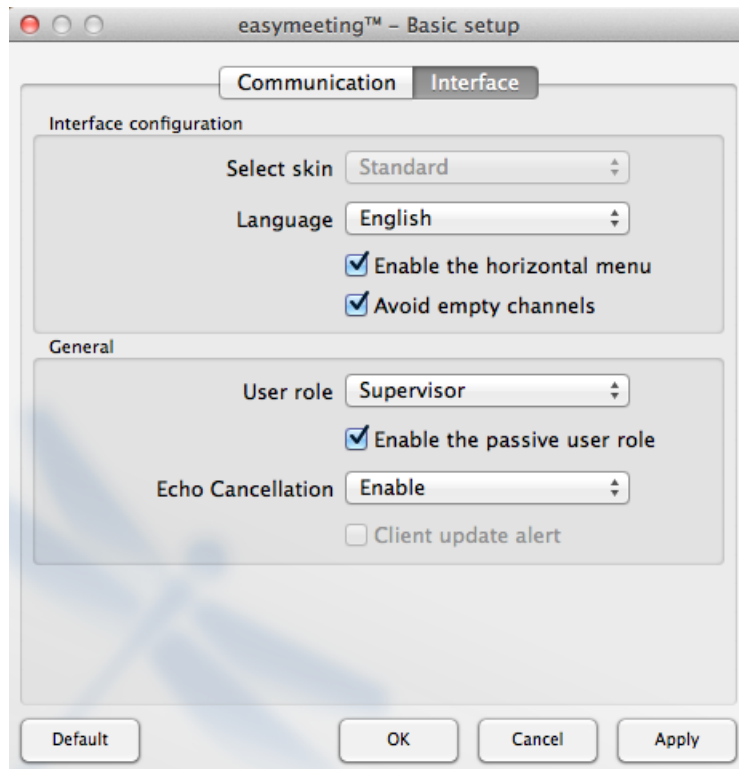 easymeeting™ – Basic setup
Communication Interface
Interface configuration
Select skin Standard
Language English
Enable the horizontal menu
Avoid empty channels
General
User role Supervisor
Enable the passive user role
Echo Cancellation Enable
Client update alert
Default OK Cancel Apply